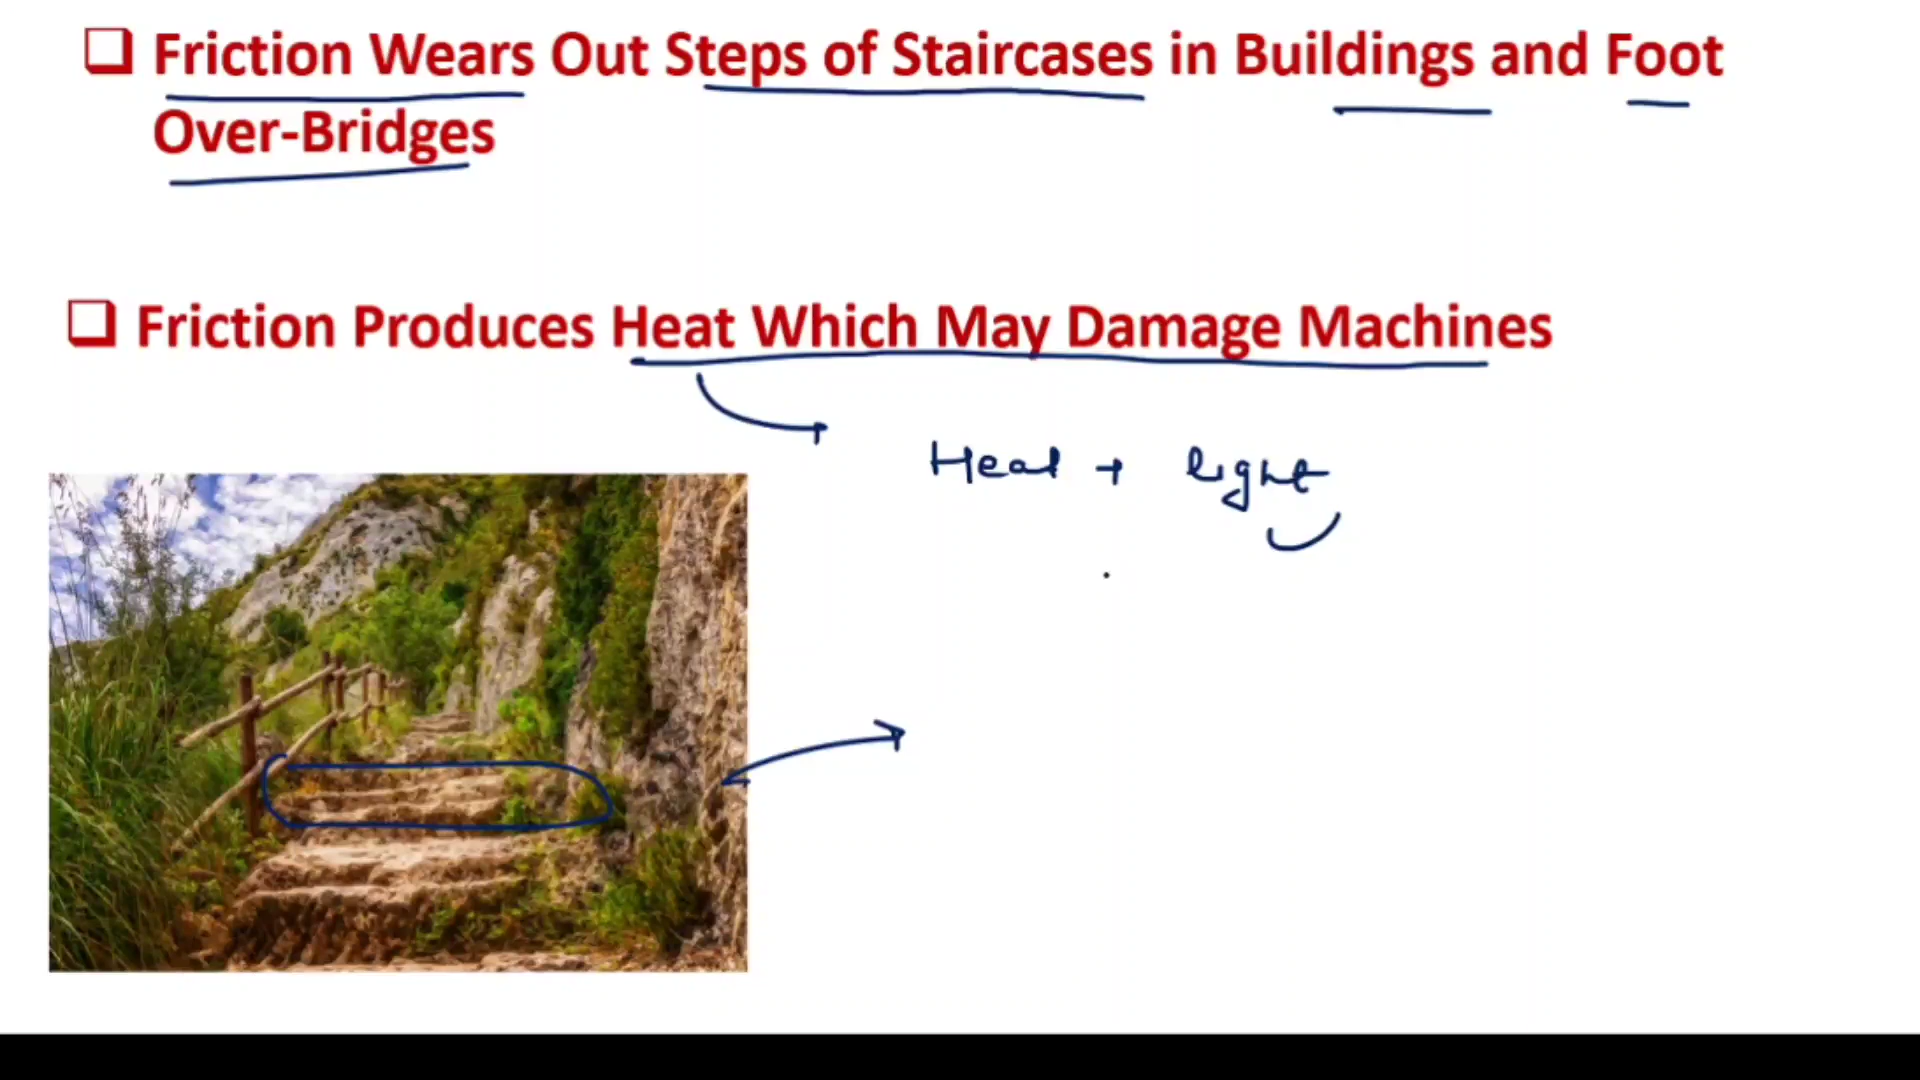 ❑ Friction Wears Out Steps of Staircases in Buildings and Foot
Over-Bridges
❑ Friction Produces Heat Which May Damage Machines
Heat + light